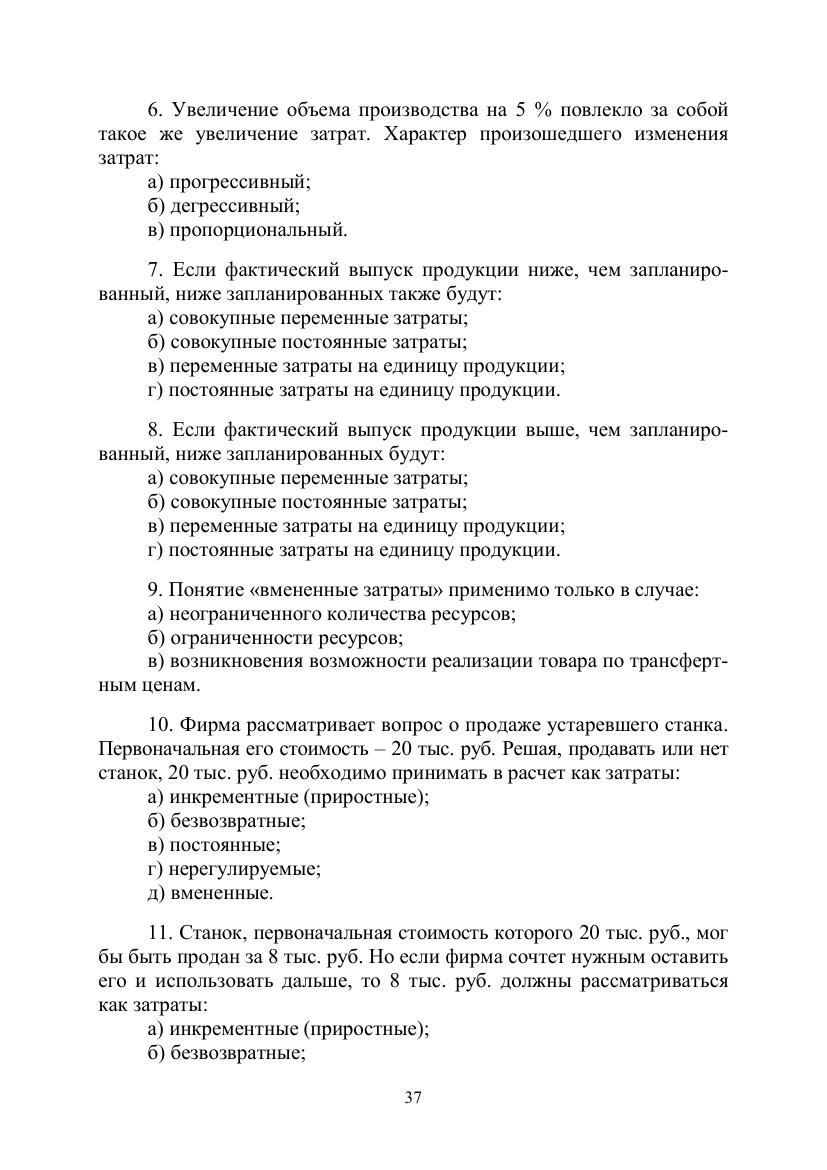 6. Увеличение объема производства на 5 % повлекло за собой
такое же увеличение затрат. Характер произошедшего изменения
затрат:
а) прогрессивный;
б) дегрессивный;
в) пропорциональный.
7. Если фактический выпуск продукции ниже, чем запланиро-
ванный, ниже запланированных также будут:
а) совокупные переменные затраты;
б) совокупные постоянные затраты;
в) переменные затраты на единицу продукции;
г) постоянные затраты на единицу продукции.
8. Если фактический выпуск продукции выше, чем запланиро-
ванный, ниже запланированных будут:
а) совокупные переменные затраты;
б) совокупные постоянные затраты;
в) переменные затраты на единицу продукции;
г) постоянные затраты на единицу продукции.
9. Понятие «вмененные затраты» применимо только в случае:
а) неограниченного количества ресурсов;
б) ограниченности ресурсов;
в) возникновения возможности реализации товара по трансферт-
ным ценам.
10. Фирма рассматривает вопрос о продаже устаревшего станка.
Первоначальная его стоимость – 20 тыс. руб. Решая, продавать или нет
станок, 20 тыс. руб. необходимо принимать в расчет как затраты:
а) инкрементные (приростные);
б) безвозвратные;
в) постоянные;
г) нерегулируемые;
д) вмененные.
11. Станок, первоначальная стоимость которого 20 тыс. руб., мог
бы быть продан за 8 тыс. руб. Но если фирма сочтет нужным оставить
его и использовать дальше, то 8 тыс. руб. должны рассматриваться
как затраты:
а) инкрементные (приростные);
б) безвозвратные;
37